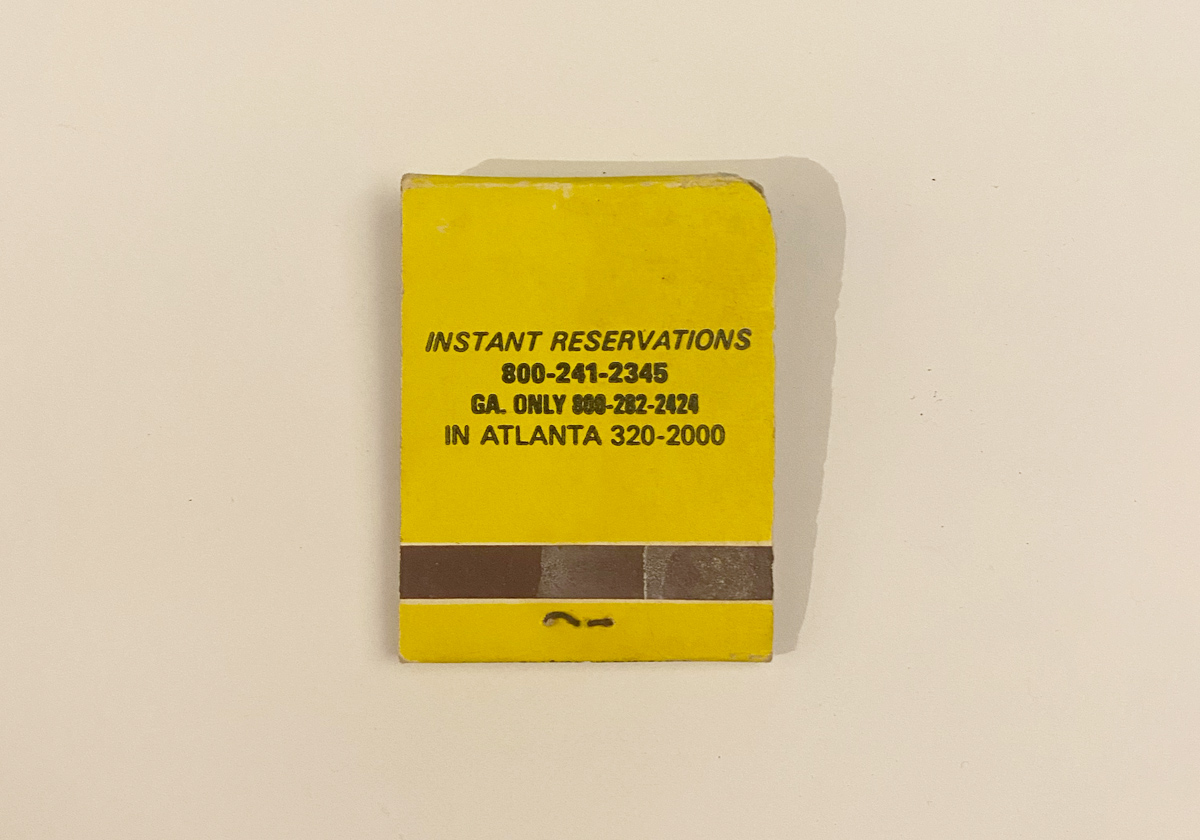 INSTANT RESERVATIONS
800-241-2345
GA. ONLY 800-282-2424
IN ATLANTA 320-2000